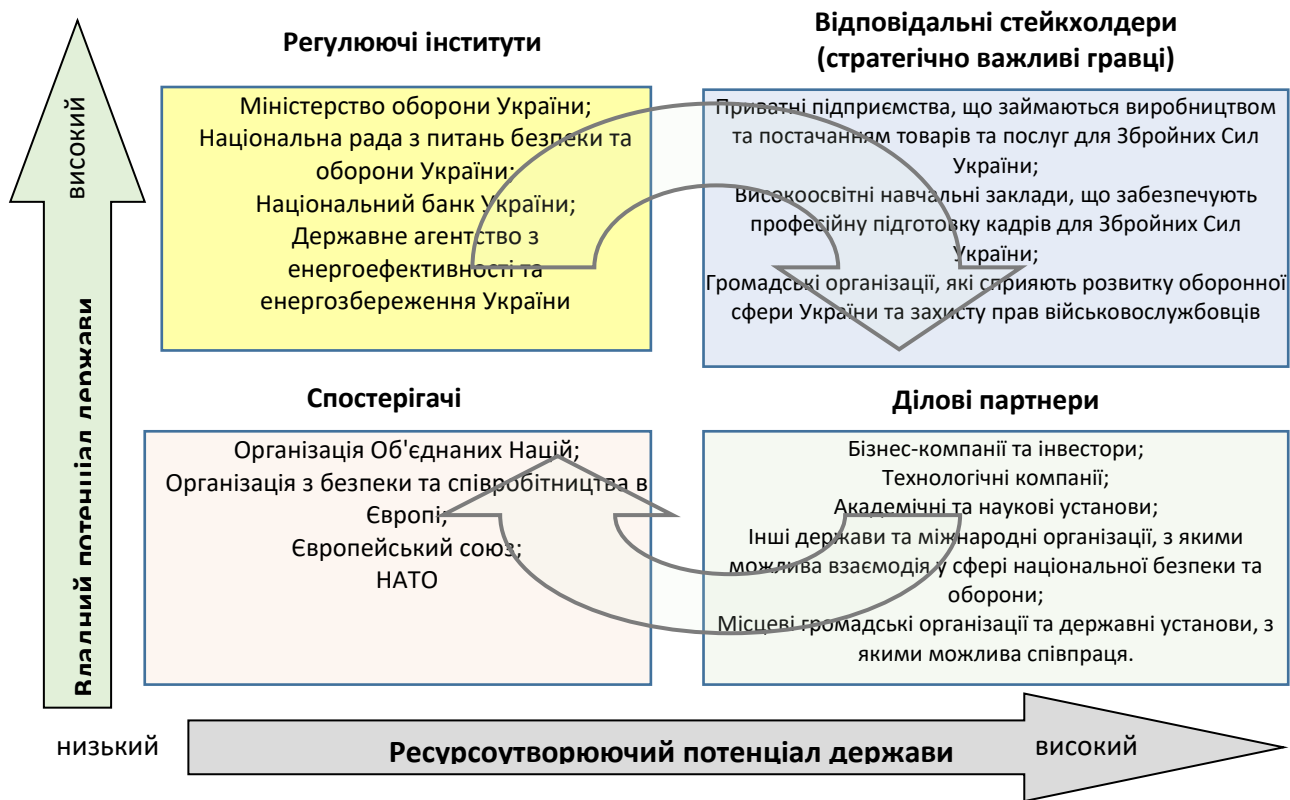 Регулюючі інститути
Відповідальні стейкхолдери
(стратегічно важливі гравці)
високий
Міністерство оборони України;
Національна рада з питань безпеки та
оборони України;
Національний банк України;
Державне агентство з
енергоефективності та
енергозбереження України
Приватні підприємства, що займаються виробництвом
та постачанням товарів та послуг для Збройних Сил
України;
Високоосвітні навчальні заклади, що забезпечують
професійну підготовку кадрів для Збройних Сил
України;
Громадські організації, які сприяють розвитку оборонної
сфери України та захисту прав військовослужбовців
Владний потенціал держави
Спостерігачі
Ділові партнери
Організація Об'єднаних Націй;
Організація з безпеки та співробітництва в
Європі;
Європейський союз;
НАТО
Бізнес-компанії та інвестори;
Технологічні компанії;
Академічні та наукові установи;
Інші держави та міжнародні організації, з якими
можлива взаємодія у сфері національної безпеки та
оборони;
Місцеві громадські організації та державні установи, з
якими можлива співпраця.
низький
Ресурсоутворюючий потенціал держави
високий